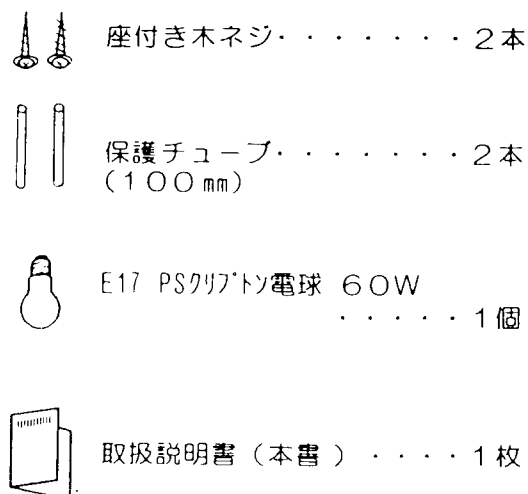 座付き木ネジ・・・・・・・2本
保護チューブ・・・・・・・2本
(100mm)
E17 PSｸﾘﾌﾟﾄﾝ電球 60W
・・・・・1個
取扱説明書(本書)・・・・1枚